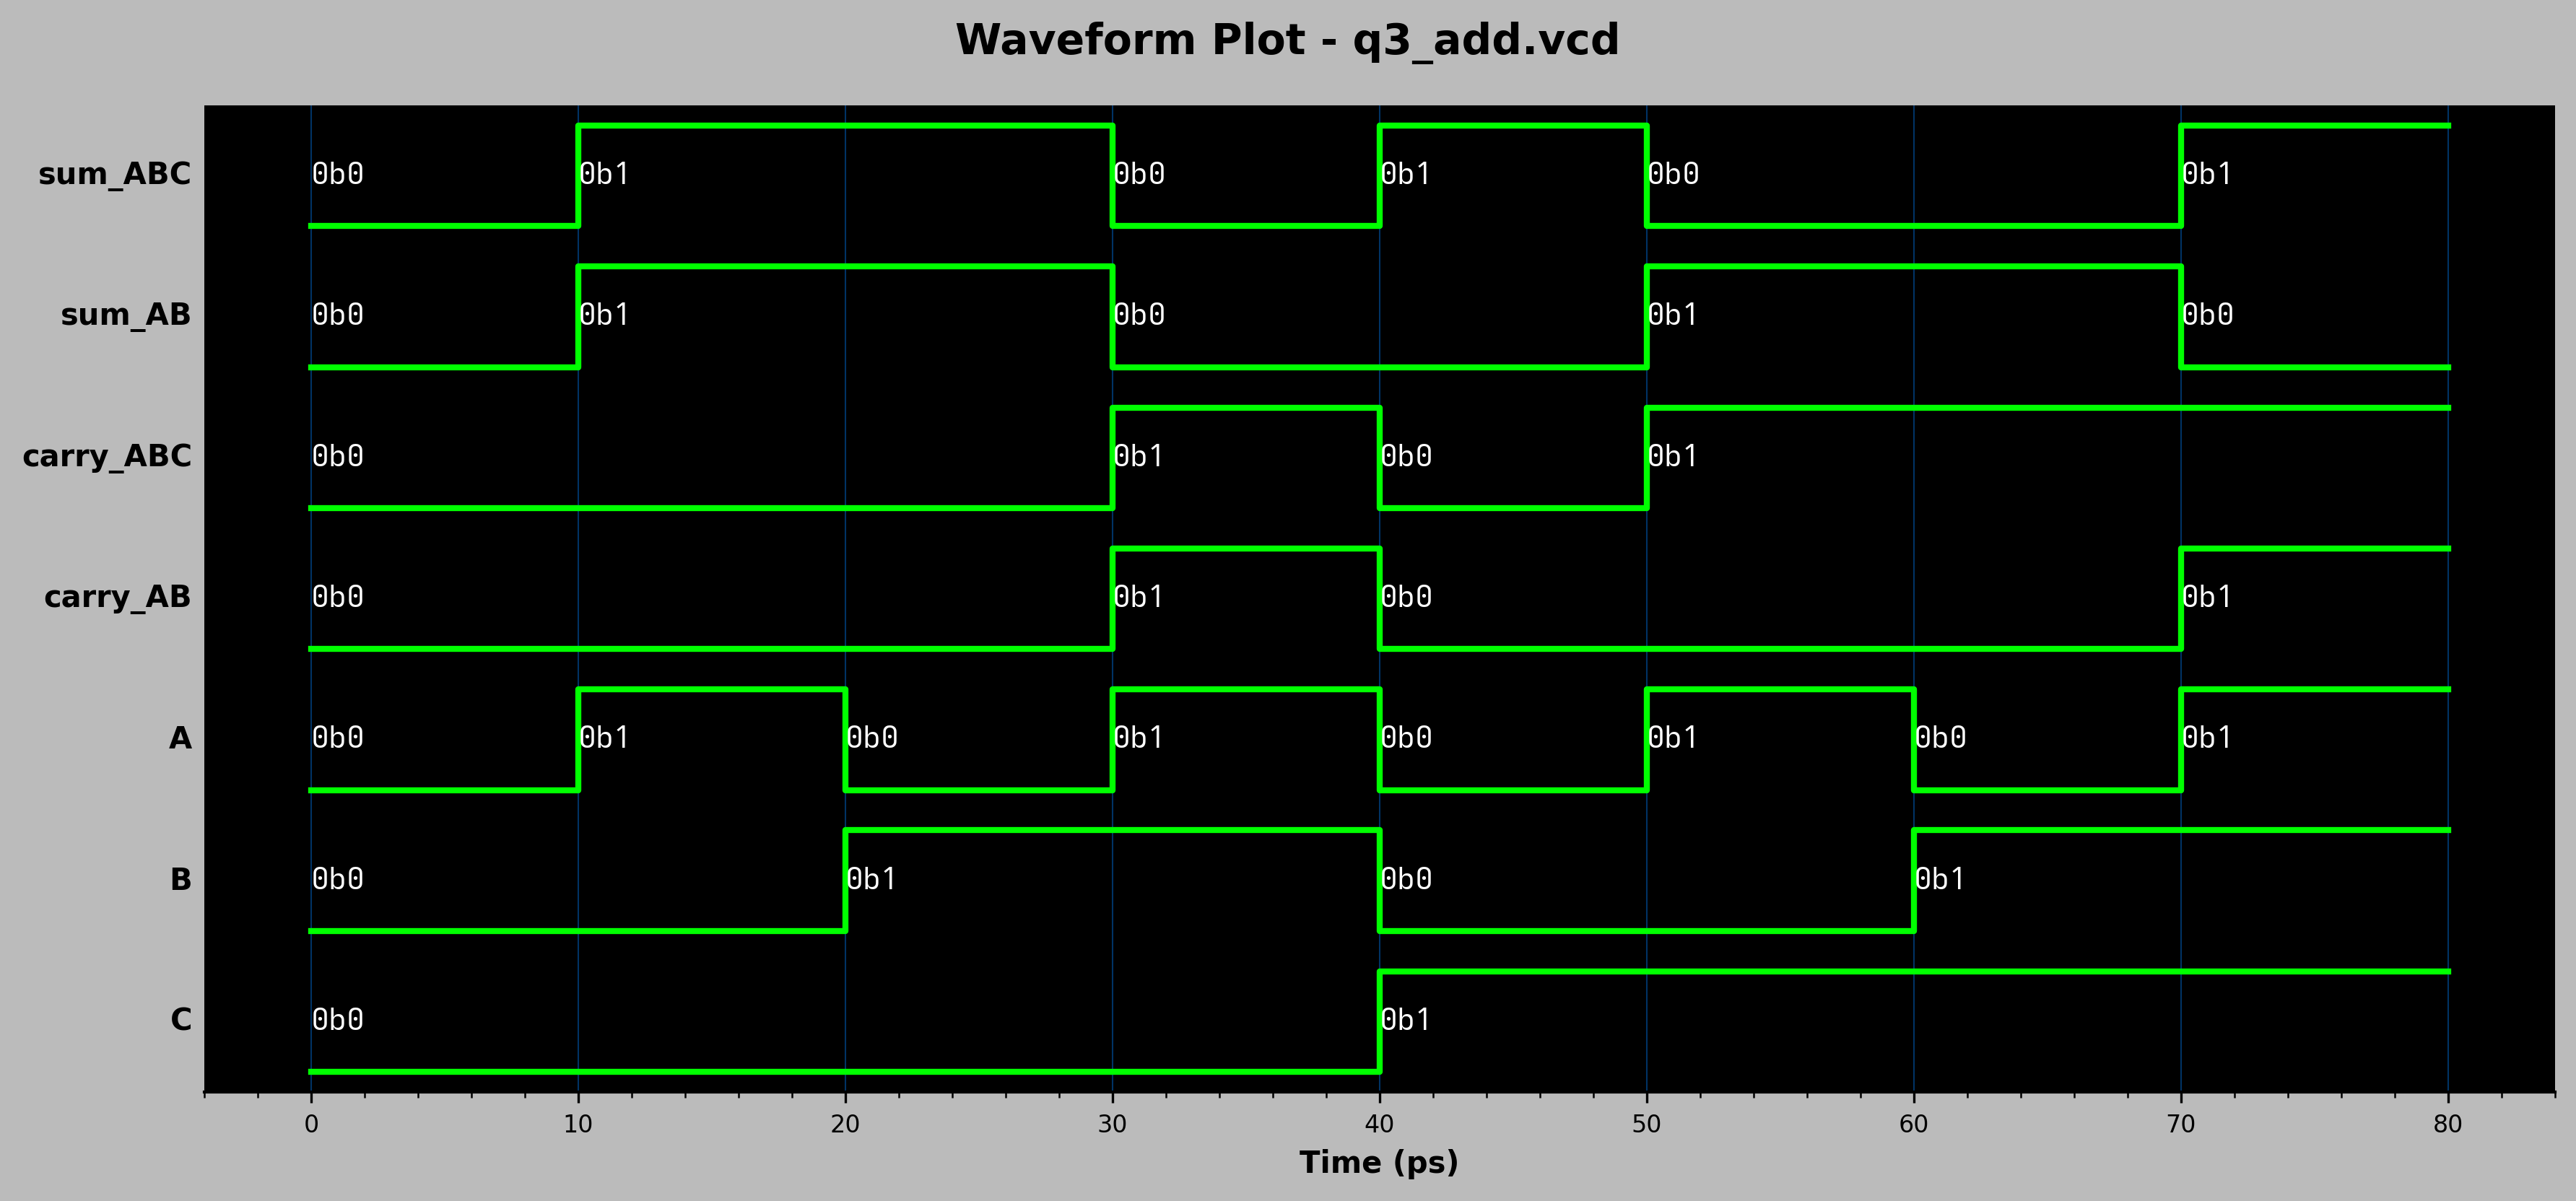 Waveform Plot - q3_add.vcd
sum_ABC 0b0 0b1 0b0 0b1 0b0 0b1
sum_AB 0b0 0b1 0b0 0b1 0b0
carry_ABC 0b0 0b1 0b0 0b1
carry_AB 0b0 0b1 0b0 0b1
A 0b0 0b1 0b0 0b1 0b0 0b1 0b0 0b1
B 0b0 0b1 0b0 0b1
C 0b0 0b1
0 10 20 30 40 50 60 70 80
Time (ps)